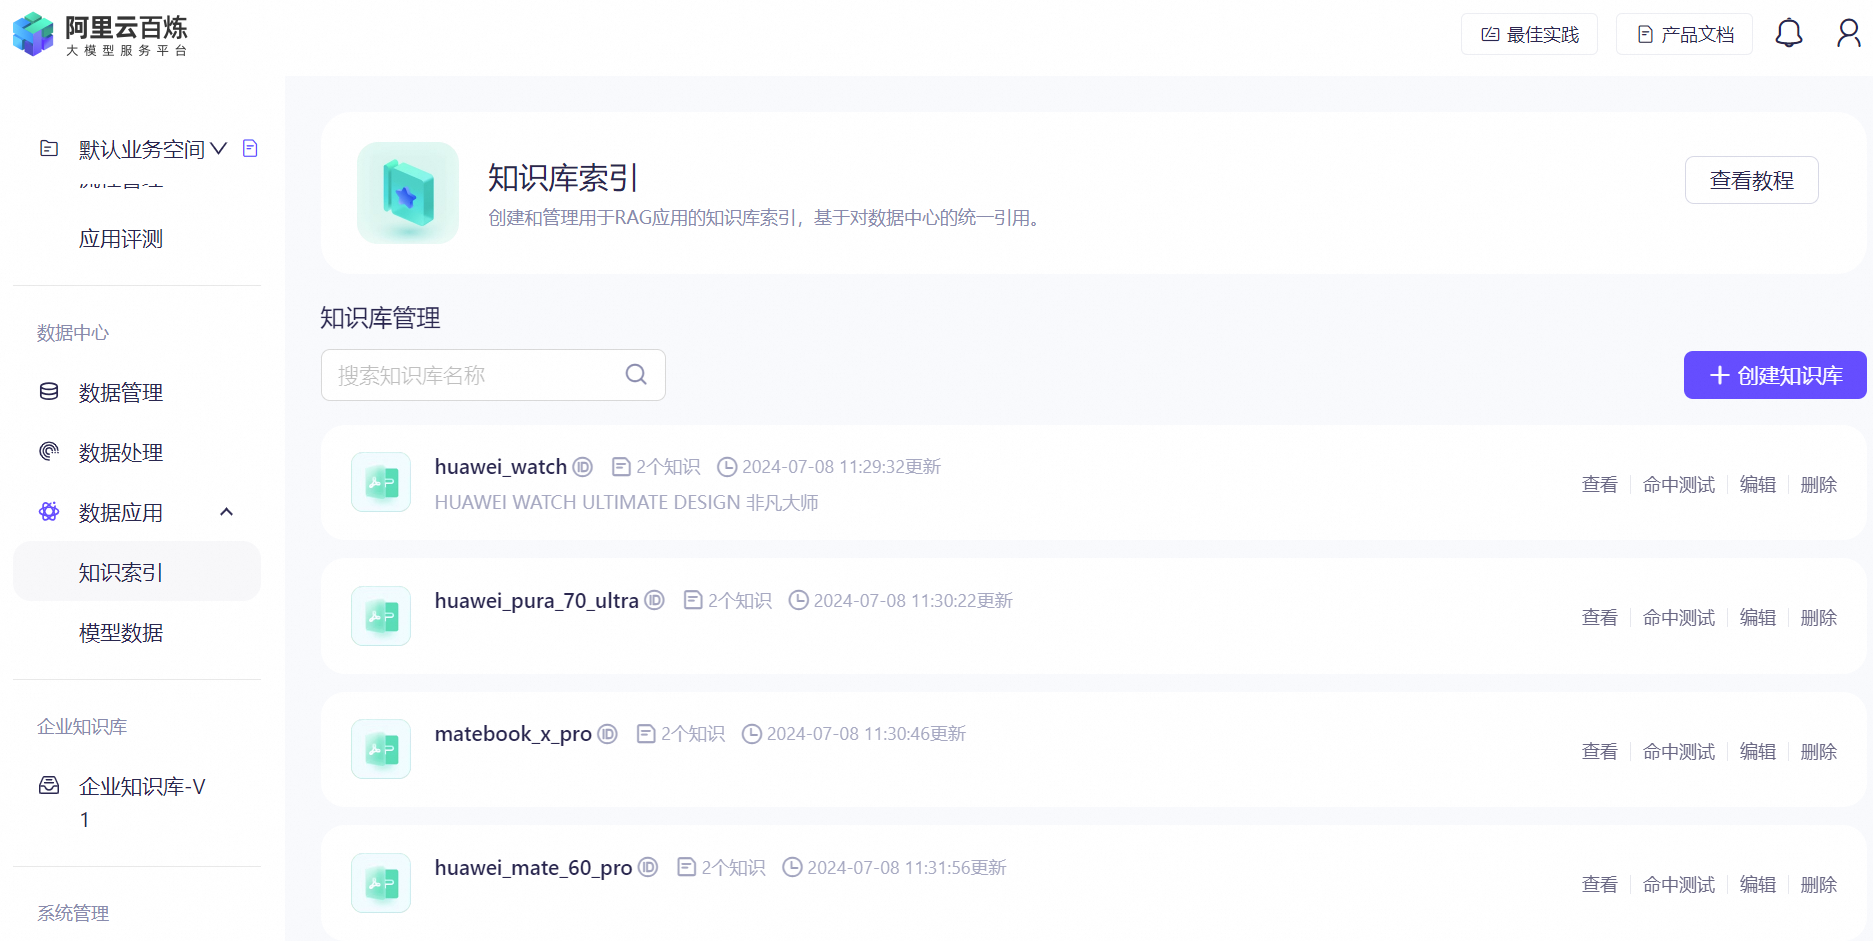 阿里云百炼
大模型服务平台
最佳实践
产品文档
默认业务空间
流程管理
应用评测
数据中心
数据管理
数据处理
数据应用
知识索引
模型数据
企业知识库
企业知识库-V
1
系统管理
知识库索引
创建和管理用于RAG应用的知识库索引，基于对数据中心的统一引用。
查看教程
知识库管理
搜索知识库名称
创建知识库
huawei_watch ID 2个知识 2024-07-08 11:29:32更新
HUAWEI WATCH ULTIMATE DESIGN 非凡大师
查看 命中测试 编辑 删除
huawei_pura_70_ultra ID 2个知识 2024-07-08 11:30:22更新
查看 命中测试 编辑 删除
matebook_x_pro ID 2个知识 2024-07-08 11:30:46更新
查看 命中测试 编辑 删除
huawei_mate_60_pro ID 2个知识 2024-07-08 11:31:56更新
查看 命中测试 编辑 删除